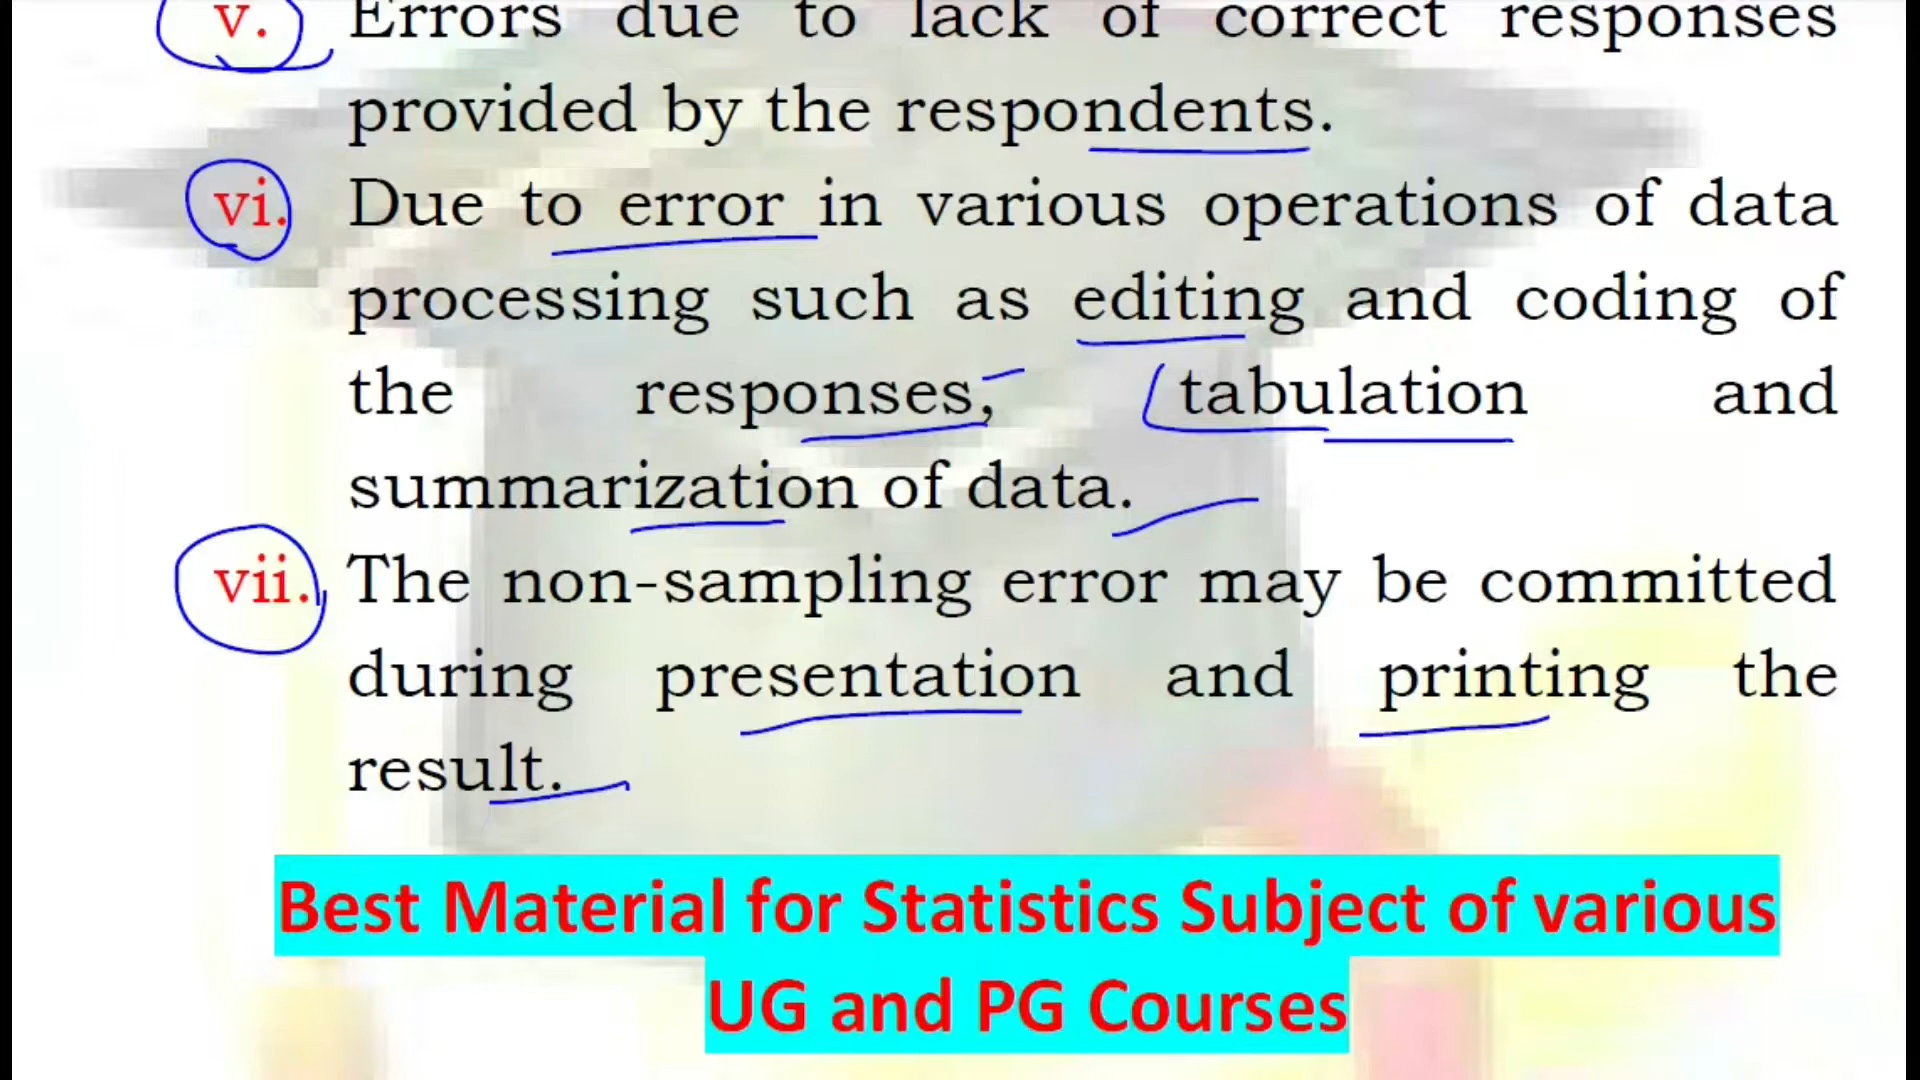 v. Errors due to lack of correct responses
provided by the respondents.
vi. Due to error in various operations of data
processing such as editing and coding of
the responses, tabulation and
summarization of data.
vii. The non-sampling error may be committed
during presentation and printing the
result.
Best Material for Statistics Subject of various
UG and PG Courses